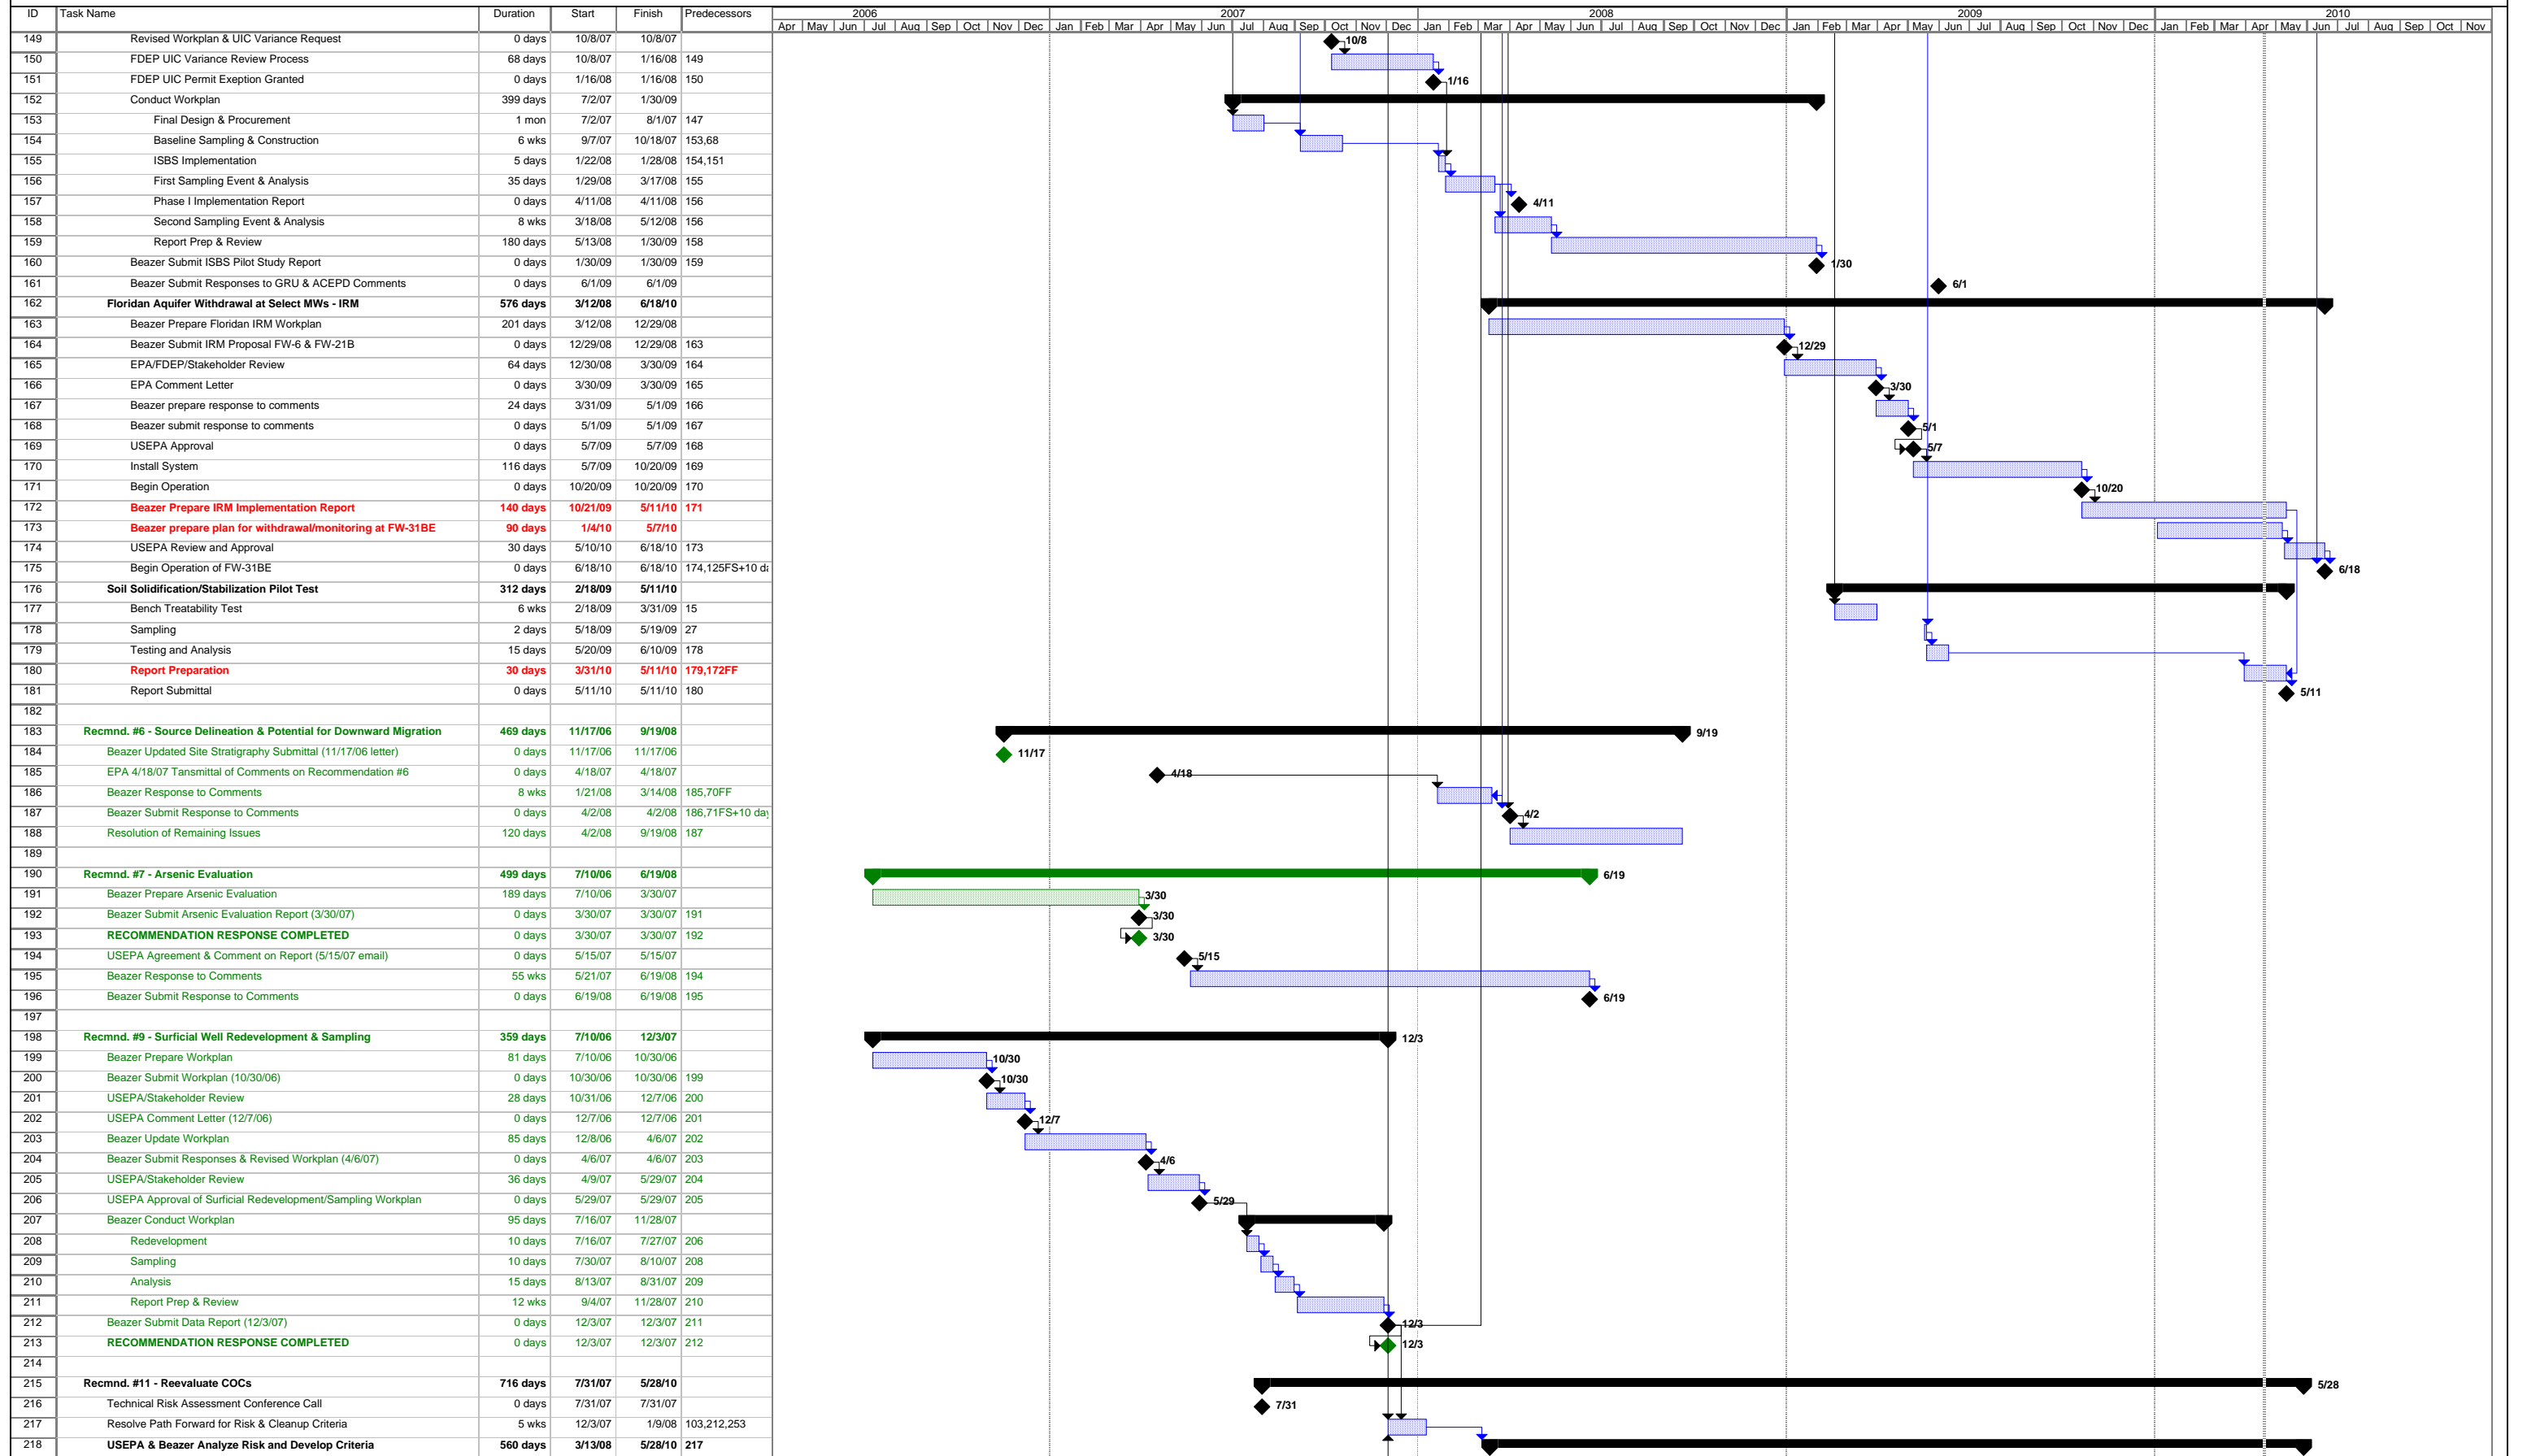 ID Task Name Duration Start Finish Predecessors
2006 2007 2008 2009 2010
Apr May Jun Jul Aug Sep Oct Nov Dec Jan Feb Mar Apr May Jun Jul Aug Sep Oct Nov Dec Jan Feb Mar Apr May Jun Jul Aug Sep Oct Nov Dec Jan Feb Mar Apr May Jun Jul Aug Sep Oct Nov Dec Jan Feb Mar Apr May Jun Jul Aug Sep Oct Nov
149 Revised Workplan & UIC Variance Request 0 days 10/8/07 10/8/07 10/8
150 FDEP UIC Variance Review Process 68 days 10/8/07 1/16/08 149
151 FDEP UIC Permit Exeption Granted 0 days 1/16/08 1/16/08 150 1/16
152 Conduct Workplan 399 days 7/2/07 1/30/09
153 Final Design & Procurement 1 mon 7/2/07 8/1/07 147
154 Baseline Sampling & Construction 6 wks 9/7/07 10/18/07 153,68
155 ISBS Implementation 5 days 1/22/08 1/28/08 154,151
156 First Sampling Event & Analysis 35 days 1/29/08 3/17/08 155
157 Phase I Implementation Report 0 days 4/11/08 4/11/08 156 4/11
158 Second Sampling Event & Analysis 8 wks 3/18/08 5/12/08 156
159 Report Prep & Review 180 days 5/13/08 1/30/09 158
160 Beazer Submit ISBS Pilot Study Report 0 days 1/30/09 1/30/09 159 1/30
161 Beazer Submit Responses to GRU & ACEPD Comments 0 days 6/1/09 6/1/09 6/1
162 Floridan Aquifer Withdrawal at Select MWs - IRM 576 days 3/12/08 6/18/10
163 Beazer Prepare Floridan IRM Workplan 201 days 3/12/08 12/29/08
164 Beazer Submit IRM Proposal FW-6 & FW-21B 0 days 12/29/08 12/29/08 163 12/29
165 EPA/FDEP/Stakeholder Review 64 days 12/30/08 3/30/09 164
166 EPA Comment Letter 0 days 3/30/09 3/30/09 165 3/30
167 Beazer prepare response to comments 24 days 3/31/09 5/1/09 166
168 Beazer submit response to comments 0 days 5/1/09 5/1/09 167 5/1
169 USEPA Approval 0 days 5/7/09 5/7/09 168 5/7
170 Install System 116 days 5/7/09 10/20/09 169
171 Begin Operation 0 days 10/20/09 10/20/09 170 10/20
172 Beazer Prepare IRM Implementation Report 140 days 10/21/09 5/11/10 171
173 Beazer prepare plan for withdrawal/monitoring at FW-31BE 90 days 1/4/10 5/7/10
174 USEPA Review and Approval 30 days 5/10/10 6/18/10 173
175 Begin Operation of FW-31BE 0 days 6/18/10 6/18/10 174,125FS+10 da 6/18
176 Soil Solidification/Stabilization Pilot Test 312 days 2/18/09 5/11/10
177 Bench Treatability Test 6 wks 2/18/09 3/31/09 15
178 Sampling 2 days 5/18/09 5/19/09 27
179 Testing and Analysis 15 days 5/20/09 6/10/09 178
180 Report Preparation 30 days 3/31/10 5/11/10 179,172FF
181 Report Submittal 0 days 5/11/10 5/11/10 180 5/11
182
183 Recmnd. #6 - Source Delineation & Potential for Downward Migration 469 days 11/17/06 9/19/08 9/19
184 Beazer Updated Site Stratigraphy Submittal (11/17/06 letter) 0 days 11/17/06 11/17/06 11/17
185 EPA 4/18/07 Tansmittal of Comments on Recommendation #6 0 days 4/18/07 4/18/07 4/18
186 Beazer Response to Comments 8 wks 1/21/08 3/14/08 185,70FF
187 Beazer Submit Response to Comments 0 days 4/2/08 4/2/08 186,71FS+10 day 4/2
188 Resolution of Remaining Issues 120 days 4/2/08 9/19/08 187
189
190 Recmnd. #7 - Arsenic Evaluation 499 days 7/10/06 6/19/08 6/19
191 Beazer Prepare Arsenic Evaluation 189 days 7/10/06 3/30/07 3/30
192 Beazer Submit Arsenic Evaluation Report (3/30/07) 0 days 3/30/07 3/30/07 191 3/30
193 RECOMMENDATION RESPONSE COMPLETED 0 days 3/30/07 3/30/07 192 3/30
194 USEPA Agreement & Comment on Report (5/15/07 email) 0 days 5/15/07 5/15/07 5/15
195 Beazer Response to Comments 55 wks 5/21/07 6/19/08 194
196 Beazer Submit Response to Comments 0 days 6/19/08 6/19/08 195 6/19
197
198 Recmnd. #9 - Surficial Well Redevelopment & Sampling 359 days 7/10/06 12/3/07 12/3
199 Beazer Prepare Workplan 81 days 7/10/06 10/30/06 10/30
200 Beazer Submit Workplan (10/30/06) 0 days 10/30/06 10/30/06 199 10/30
201 USEPA/Stakeholder Review 28 days 10/31/06 12/7/06 200
202 USEPA Comment Letter (12/7/06) 0 days 12/7/06 12/7/06 201 12/7
203 Beazer Update Workplan 85 days 12/8/06 4/6/07 202
204 Beazer Submit Responses & Revised Workplan (4/6/07) 0 days 4/6/07 4/6/07 203 4/6
205 USEPA/Stakeholder Review 36 days 4/9/07 5/29/07 204
206 USEPA Approval of Surficial Redevelopment/Sampling Workplan 0 days 5/29/07 5/29/07 205 5/29
207 Beazer Conduct Workplan 95 days 7/16/07 11/28/07
208 Redevelopment 10 days 7/16/07 7/27/07 206
209 Sampling 10 days 7/30/07 8/10/07 208
210 Analysis 15 days 8/13/07 8/31/07 209
211 Report Prep & Review 12 wks 9/4/07 11/28/07 210
212 Beazer Submit Data Report (12/3/07) 0 days 12/3/07 12/3/07 211 12/3
213 RECOMMENDATION RESPONSE COMPLETED 0 days 12/3/07 12/3/07 212 12/3
214
215 Recmnd. #11 - Reevaluate COCs 716 days 7/31/07 5/28/10 5/28
216 Technical Risk Assessment Conference Call 0 days 7/31/07 7/31/07 7/31
217 Resolve Path Forward for Risk & Cleanup Criteria 5 wks 12/3/07 1/9/08 103,212,253
218 USEPA & Beazer Analyze Risk and Develop Criteria 560 days 3/13/08 5/28/10 217